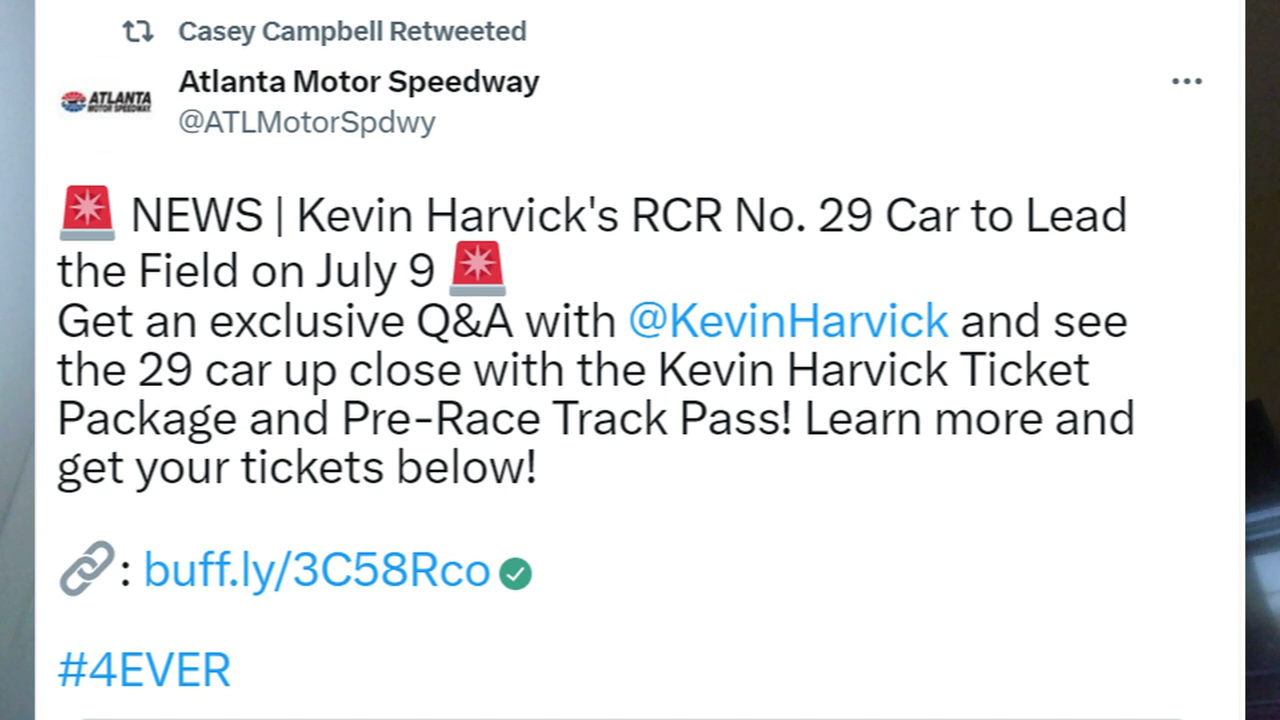 Casey Campbell Retweeted
Atlanta Motor Speedway
ATLANTA
MOTOR SPEEDWAY
@ATLMotorSpdwy
🚨 NEWS | Kevin Harvick's RCR No. 29 Car to Lead
the Field on July 9 🚨
Get an exclusive Q&A with @KevinHarvick and see
the 29 car up close with the Kevin Harvick Ticket
Package and Pre-Race Track Pass! Learn more and
get your tickets below!
🔗: buff.ly/3C58Rco
#4EVER